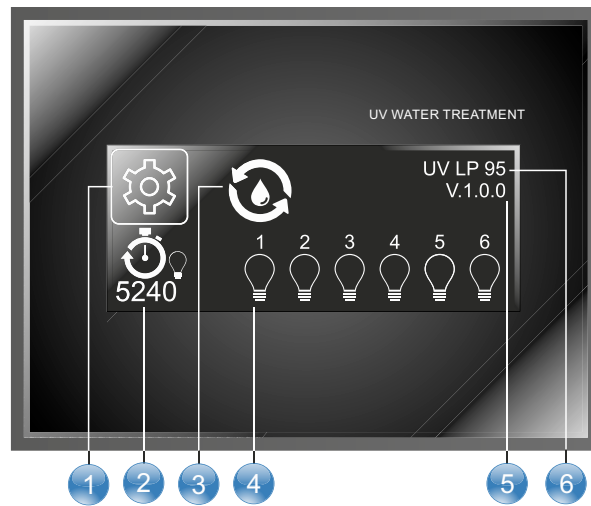 UV WATER TREATMENT
UV LP 95
V.1.0.0
1 2 3 4 5 6
5240
1 2 3 4 5 6